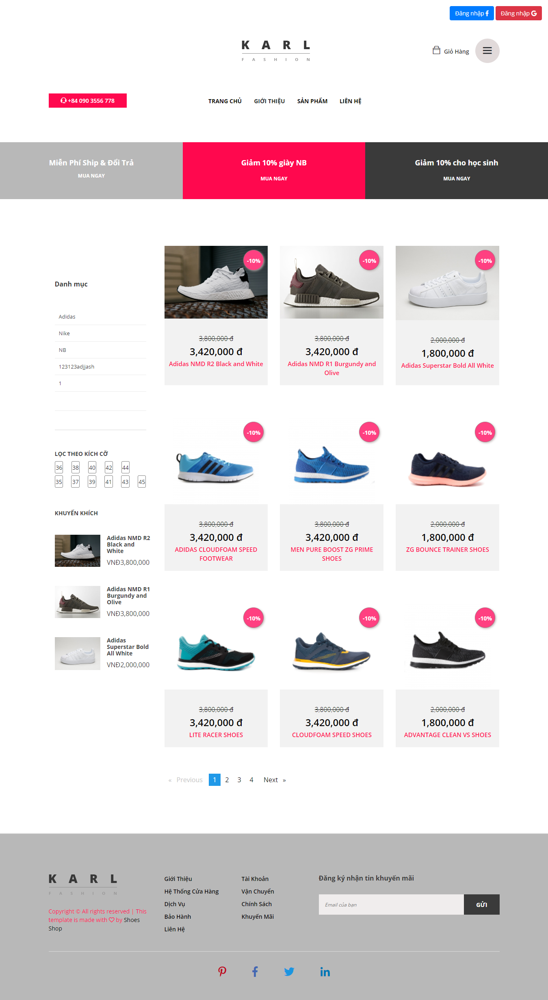 Đăng nhập
Đăng nhập
KARL
FASHION
Giỏ Hàng
+84 090 3556 778
TRANG CHỦ
GIỚI THIỆU
SẢN PHẨM
LIÊN HỆ
Miễn Phí Ship & Đổi Trả
MUA NGAY
Giảm 10% giày NB
MUA NGAY
Giảm 10% cho học sinh
MUA NGAY
Danh mục
Adidas
Nike
NB
123123adjjash
1
LỌC THEO KÍCH CỠ
36 38 40 42 44
35 37 39 41 43 45
KHUYẾN KHÍCH
Adidas NMD R2
Black and
White
VNĐ3,800,000
Adidas NMD R1
Burgundy and
Olive
VNĐ3,800,000
Adidas
Superstar Bold
All White
VNĐ2,000,000
-10%
3,800,000 đ
3,420,000 đ
Adidas NMD R2 Black and White
-10%
3,800,000 đ
3,420,000 đ
Adidas NMD R1 Burgundy and
Olive
-10%
2,000,000 đ
1,800,000 đ
Adidas Superstar Bold All White
-10%
3,800,000 đ
3,420,000 đ
ADIDAS CLOUDFOAM SPEED
FOOTWEAR
-10%
3,800,000 đ
3,420,000 đ
MEN PURE BOOST ZG PRIME
SHOES
-10%
2,000,000 đ
1,800,000 đ
ZG BOUNCE TRAINER SHOES
-10%
3,800,000 đ
3,420,000 đ
LITE RACER SHOES
-10%
3,800,000 đ
3,420,000 đ
CLOUDFOAM SPEED SHOES
-10%
2,000,000 đ
1,800,000 đ
ADVANTAGE CLEAN VS SHOES
« Previous 1 2 3 4 Next »
KARL
FASHION
Copyright © All rights reserved | This
template is made with ♡ by Shoes
Shop
Giới Thiệu
Hệ Thống Cửa Hàng
Dịch Vụ
Bảo Hành
Liên Hệ
Tài Khoản
Vận Chuyển
Chính Sách
Khuyến Mãi
Đăng ký nhận tin khuyến mãi
Email của bạn
GỬI